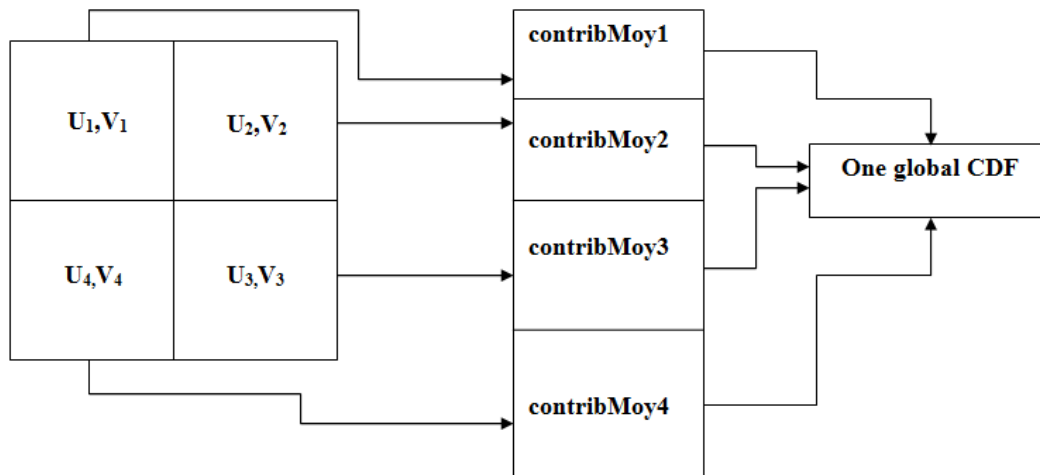 U₁,V₁
U₂,V₂
U₄,V₄
U₃,V₃
contribMoy1
contribMoy2
contribMoy3
contribMoy4
One global CDF